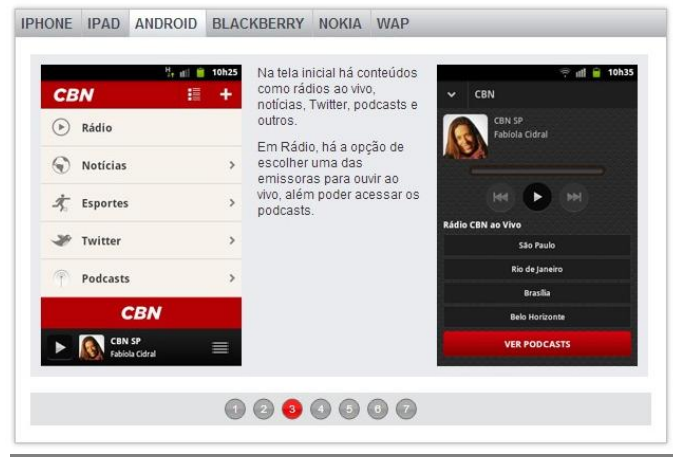 IPHONE IPAD ANDROID BLACKBERRY NOKIA WAP
10h25
CBN
Rádio
Notícias
Esportes
Twitter
Podcasts
CBN
CBN SP
Fabíola Cidral
Na tela inicial há conteúdos
como rádios ao vivo,
notícias, Twitter, podcasts e
outros.
Em Rádio, há a opção de
escolher uma das
emissoras para ouvir ao
vivo, além poder acessar os
podcasts.
10h35
CBN
CBN SP
Fabíola Cidral
Rádio CBN ao Vivo
São Paulo
Rio de Janeiro
Brasília
Belo Horizonte
VER PODCASTS
1 2 3 4 5 6 7